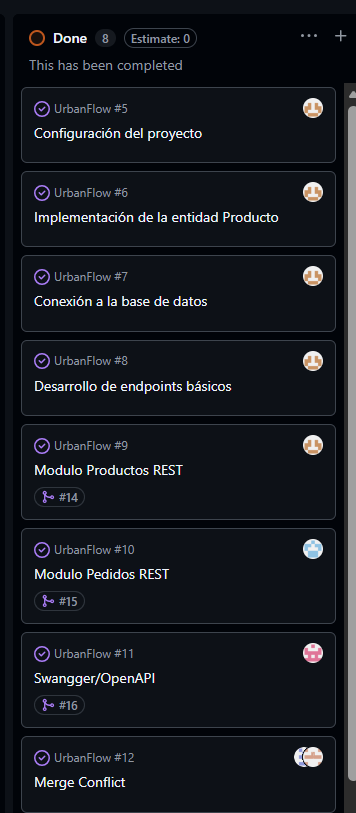 Done 8 Estimate: 0
This has been completed
UrbanFlow #5
Configuración del proyecto
UrbanFlow #6
Implementación de la entidad Producto
UrbanFlow #7
Conexión a la base de datos
UrbanFlow #8
Desarrollo de endpoints básicos
UrbanFlow #9
Modulo Productos REST
#14
UrbanFlow #10
Modulo Pedidos REST
#15
UrbanFlow #11
Swangger/OpenAPI
#16
UrbanFlow #12
Merge Conflict